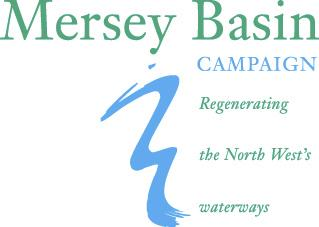 Mersey Basin
CAMPAIGN
Regenerating
the North West's
waterways